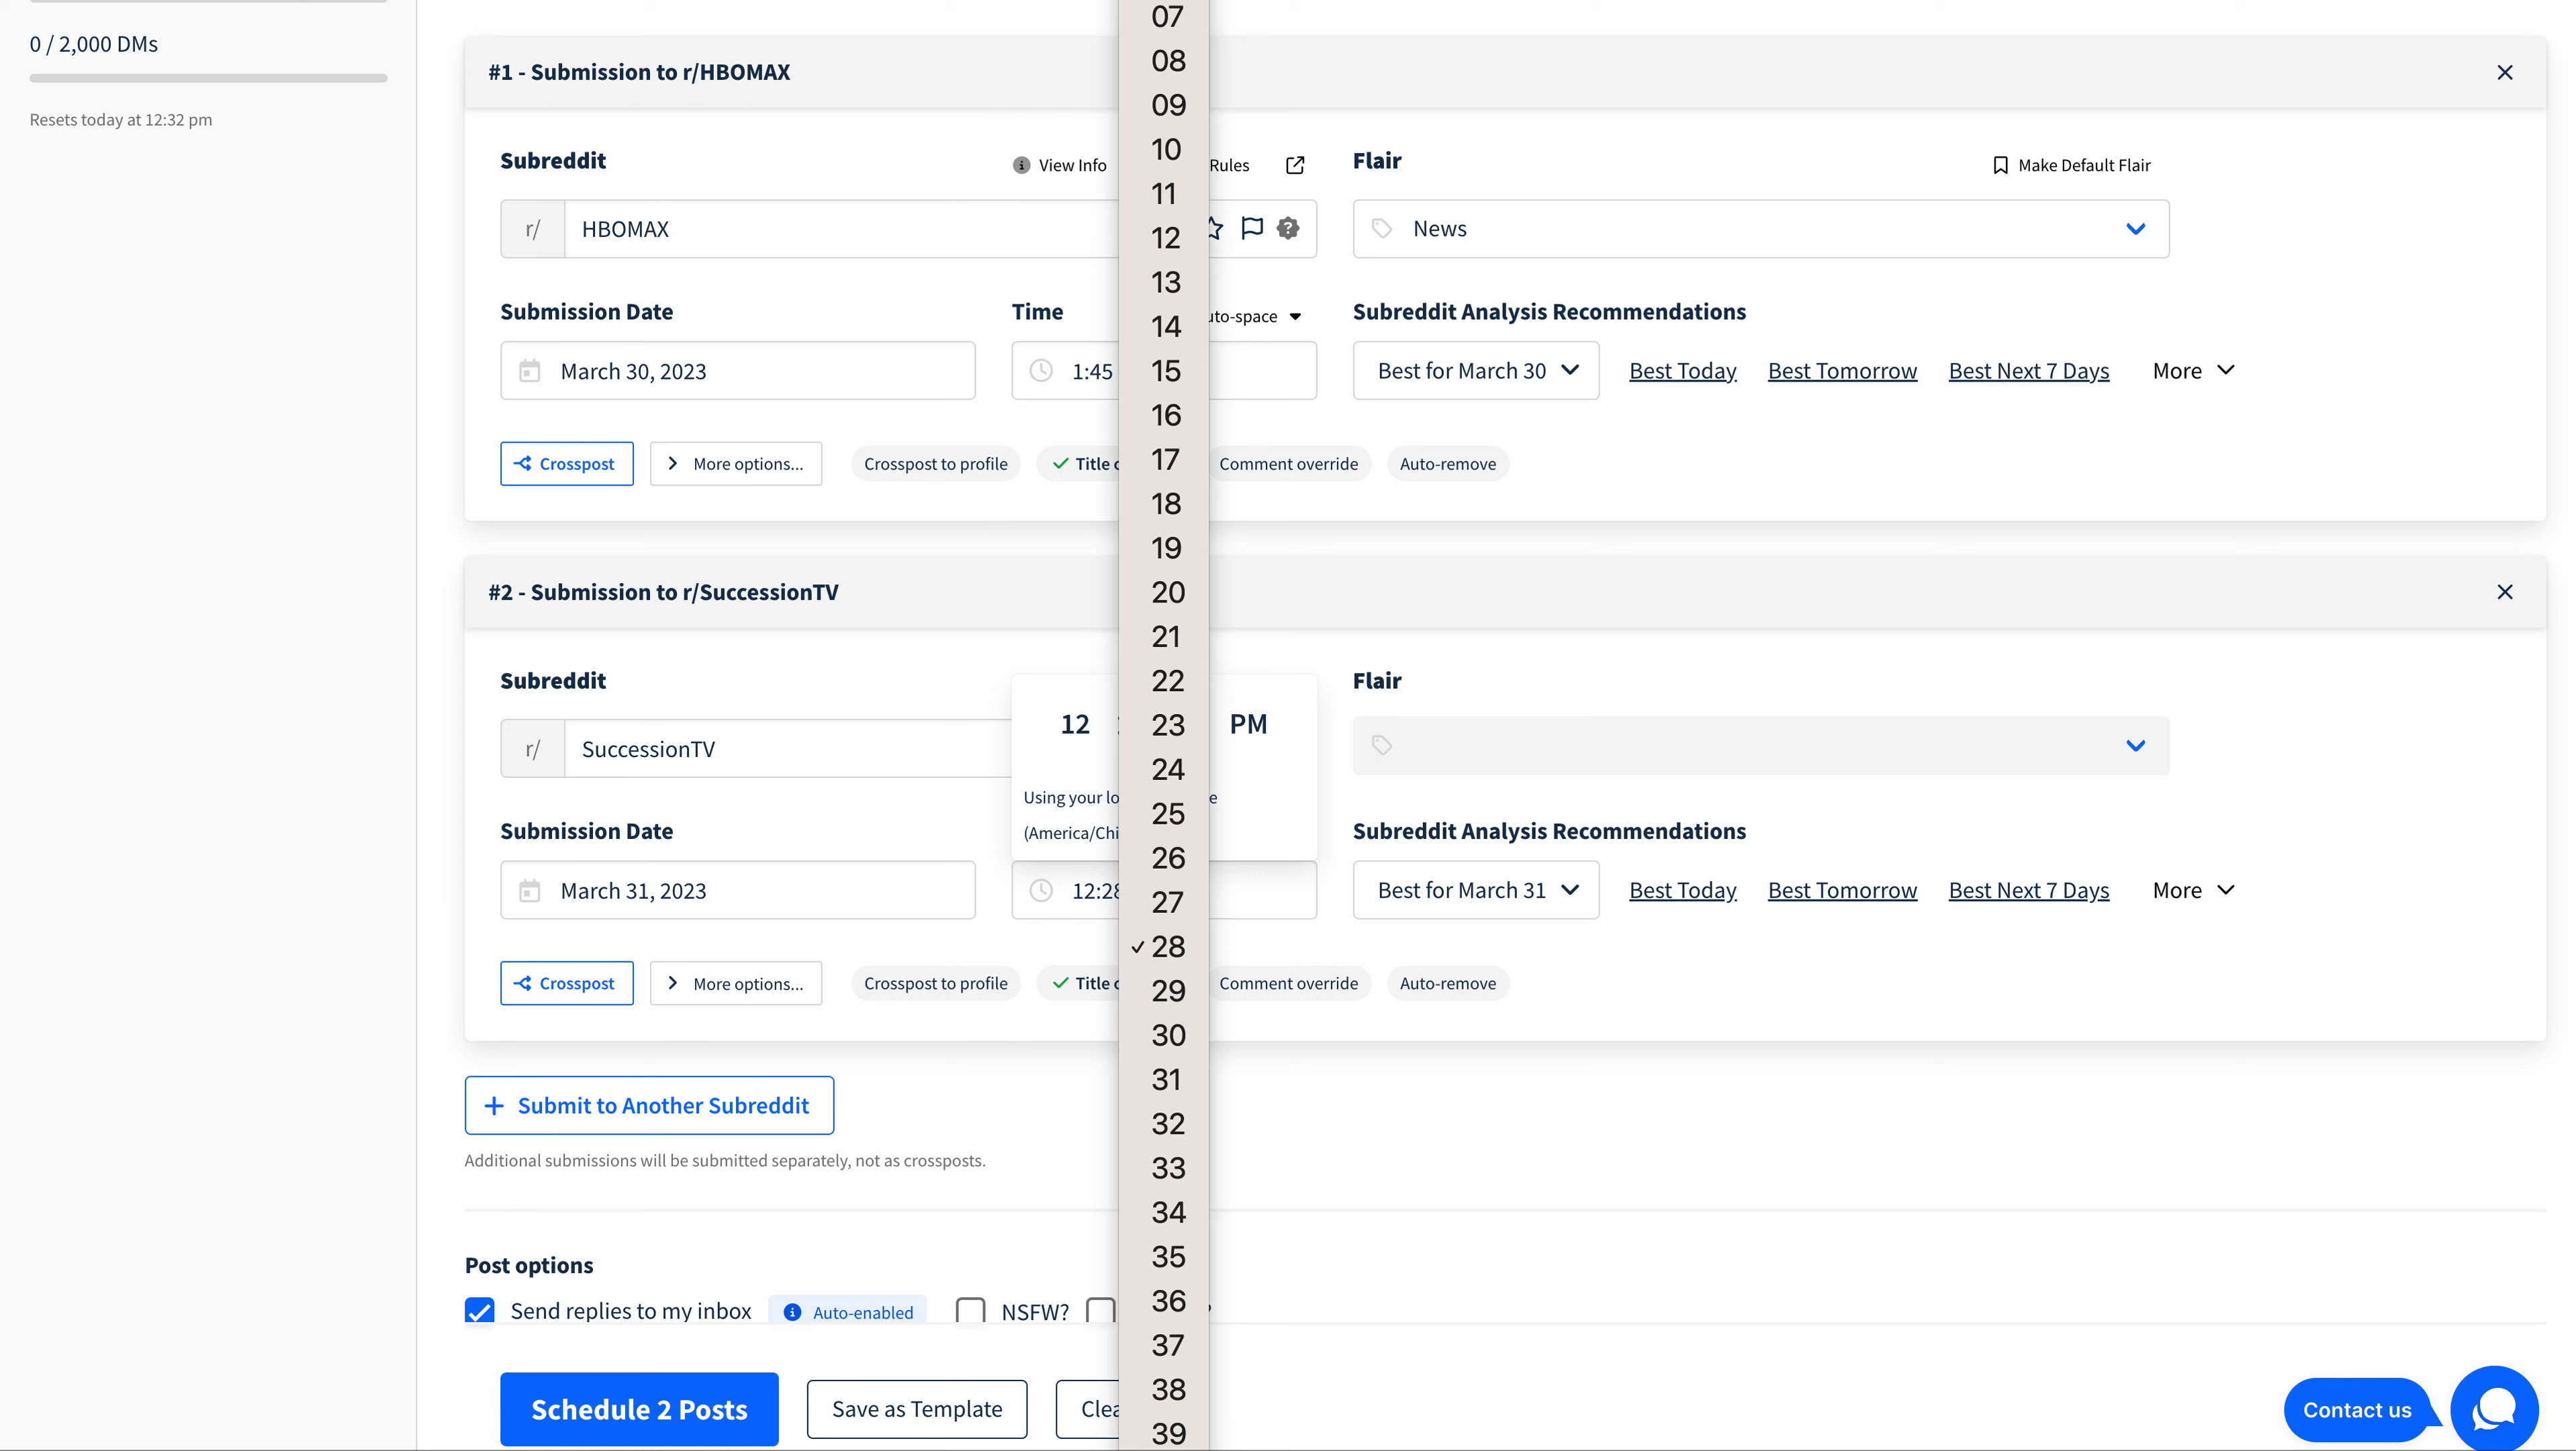 0 / 2,000 DMs
Resets today at 12:32 pm
#1 - Submission to r/HBOMAX
Subreddit
View Info
Rules
Flair
Make Default Flair
r/
HBOMAX
News
Submission Date
Time
Subreddit Analysis Recommendations
March 30, 2023
1:45
Best for March 30
Best Today
Best Tomorrow
Best Next 7 Days
More
Crosspost
More options...
Crosspost to profile
Title
Comment override
Auto-remove
#2 - Submission to r/SuccessionTV
Subreddit
Flair
r/
SuccessionTV
12
PM
Using your
Submission Date
Subreddit Analysis Recommendations
March 31, 2023
12:28
Best for March 31
Best Today
Best Tomorrow
Best Next 7 Days
More
Crosspost
More options...
Crosspost to profile
Title
Comment override
Auto-remove
Submit to Another Subreddit
Additional submissions will be submitted separately, not as crossposts.
Post options
Send replies to my inbox
Auto-enabled
NSFW?
Schedule 2 Posts
Save as Template
Contact us
07
08
09
10
11
12
13
14
15
16
17
18
19
20
21
22
23
24
25
26
27
✓ 28
29
30
31
32
33
34
35
36
37
38
39